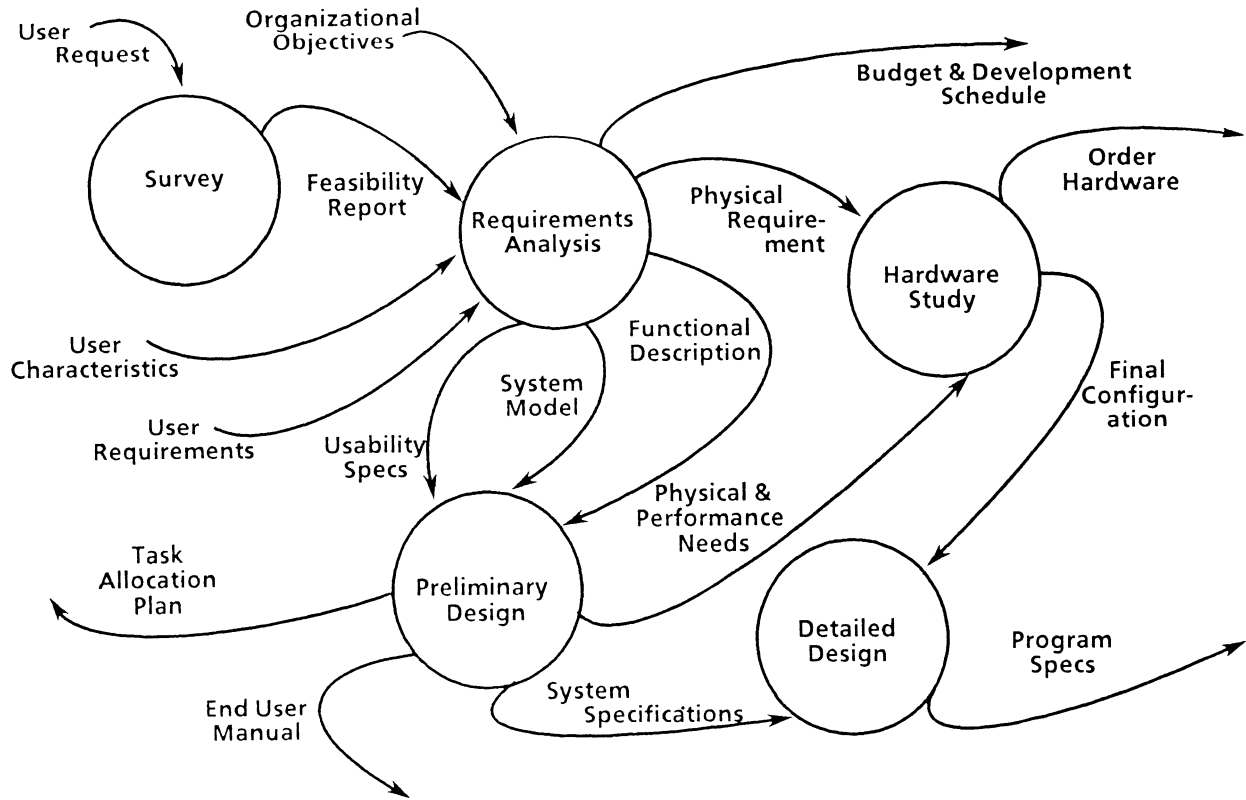 User
Request
Organizational
Objectives
Budget & Development
Schedule
Order
Hardware
Survey
Feasibility
Report
Requirements
Analysis
Physical
Require-
ment
Hardware
Study
User
Characteristics
Functional
Description
System
Model
Final
Configur-
ation
User
Requirements
Usability
Specs
Physical &
Performance
Needs
Task
Allocation
Plan
Preliminary
Design
Detailed
Design
Program
Specs
End User
Manual
System
Specifications